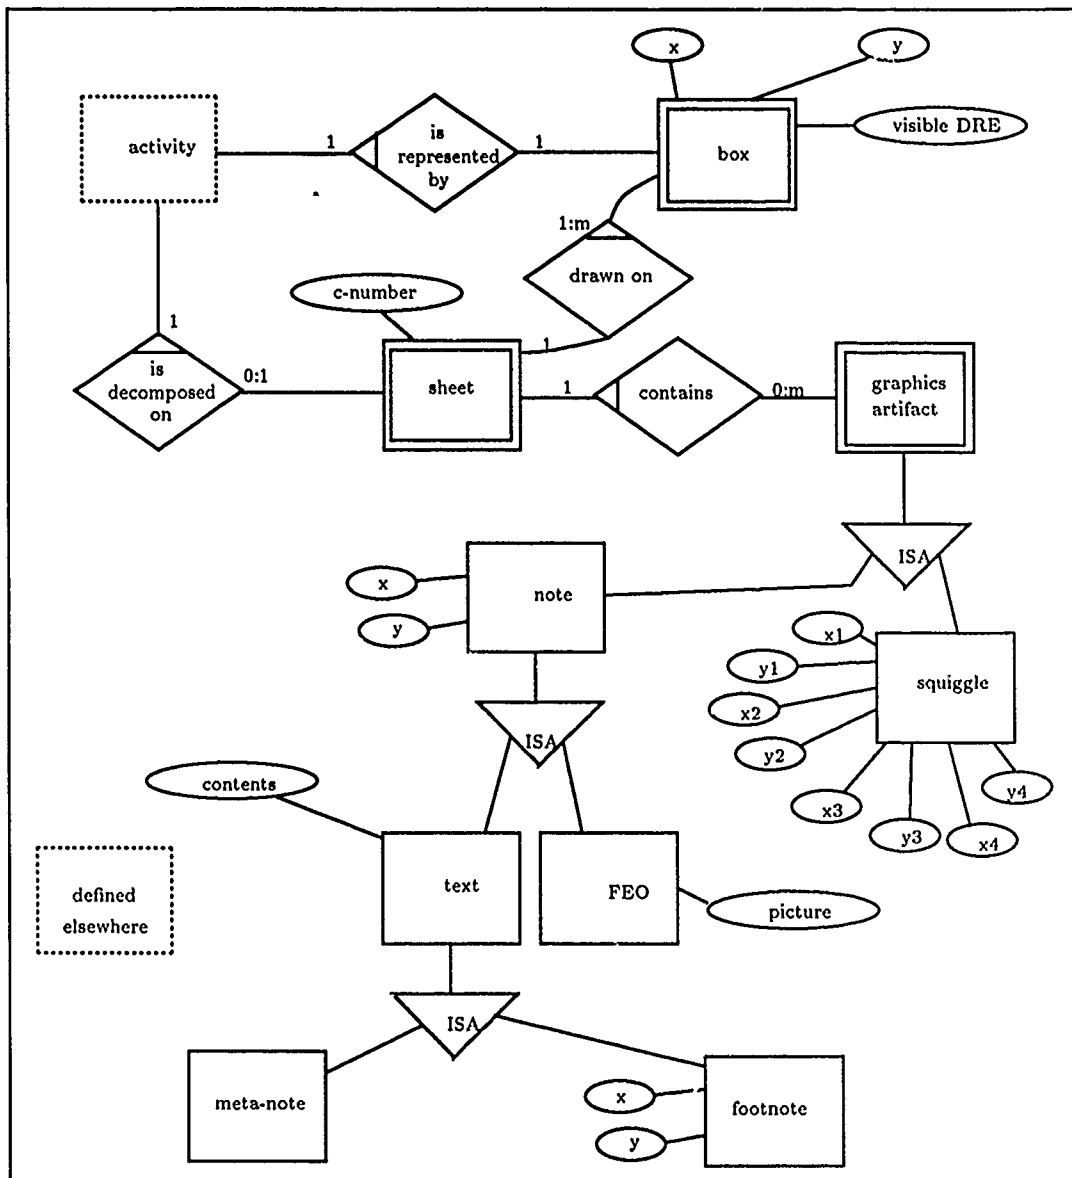 x
y
visible DRE
activity
1
is
represented
by
1
box
1:m
drawn on
c-number
1
1
is
decomposed
on
0:1
sheet
1
contains
0:m
graphics
artifact
ISA
note
x
y
x1
y1
x2
y2
x3
y3
x4
y4
squiggle
ISA
contents
text
FEO
picture
defined
elsewhere
ISA
meta-note
x
y
footnote